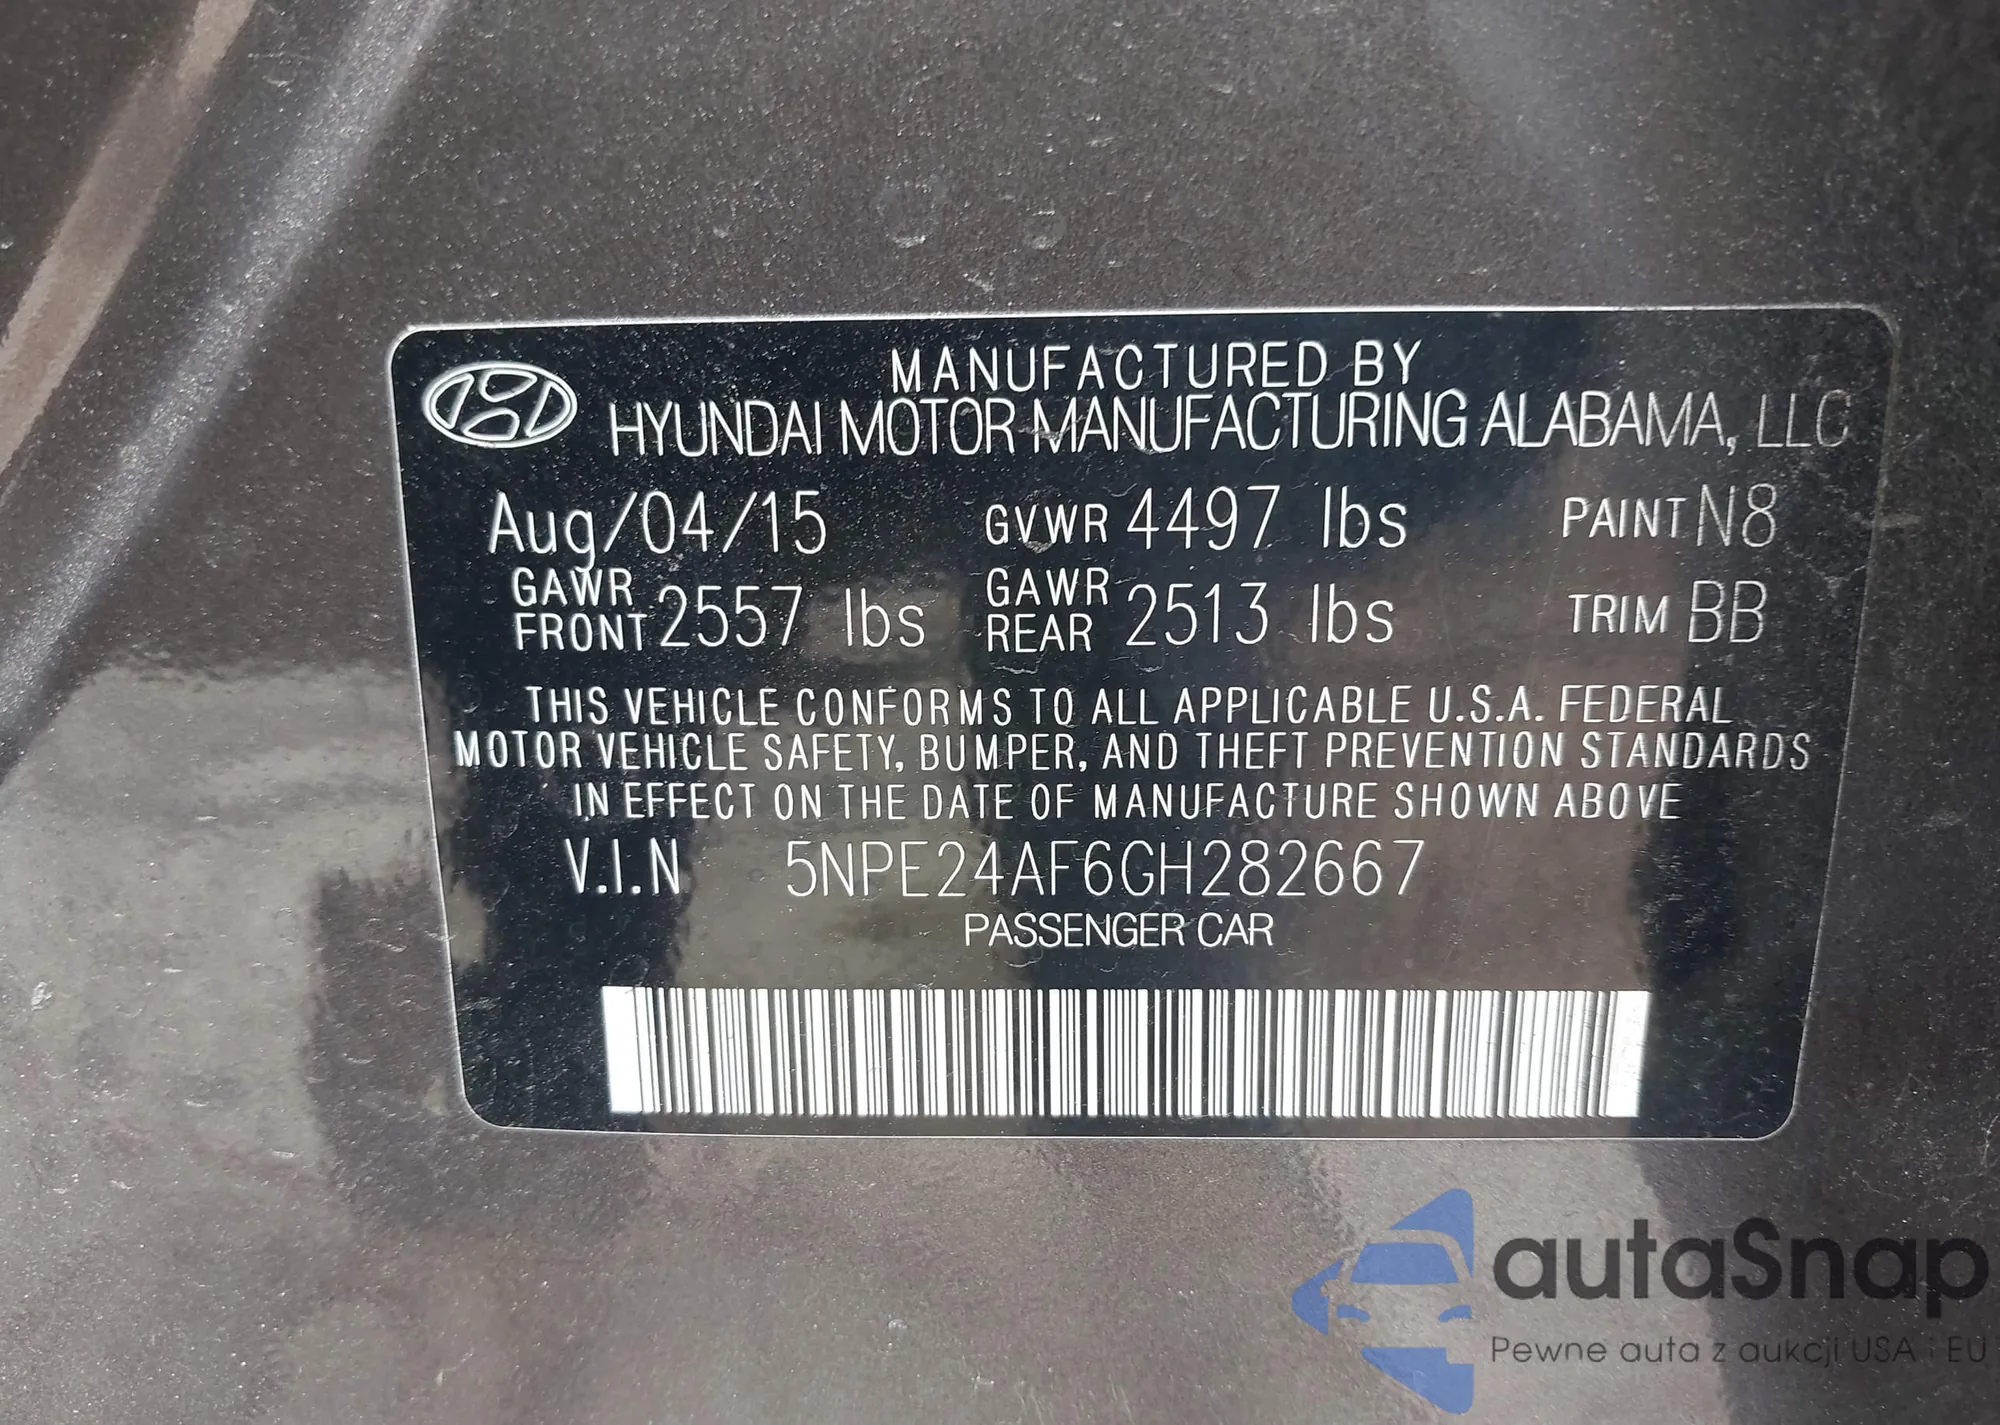 MANUFACTURED BY
HYUNDAI MOTOR MANUFACTURING ALABAMA, LLC
Aug/04/15 GVWR 4497 lbs PAINT N8
GAWR FRONT 2557 lbs GAWR REAR 2513 lbs TRIM BB
THIS VEHICLE CONFORMS TO ALL APPLICABLE U.S.A. FEDERAL
MOTOR VEHICLE SAFETY, BUMPER, AND THEFT PREVENTION STANDARDS
IN EFFECT ON THE DATE OF MANUFACTURE SHOWN ABOVE
V.I.N 5NPE24AF6GH282667
PASSENGER CAR
autaSnap
Pewne auta z aukcji USA i EU